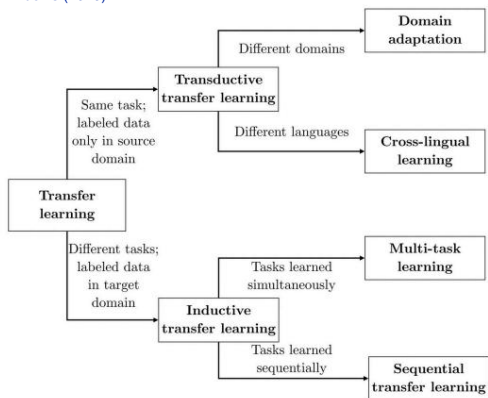 Domain
adaptation
Different domains
Transductive
transfer learning
Same task;
labeled data
only in source
domain
Different languages
Cross-lingual
learning
Transfer
learning
Different tasks;
labeled data
in target
domain
Multi-task
learning
Tasks learned
simultaneously
Inductive
transfer learning
Tasks learned
sequentially
Sequential
transfer learning